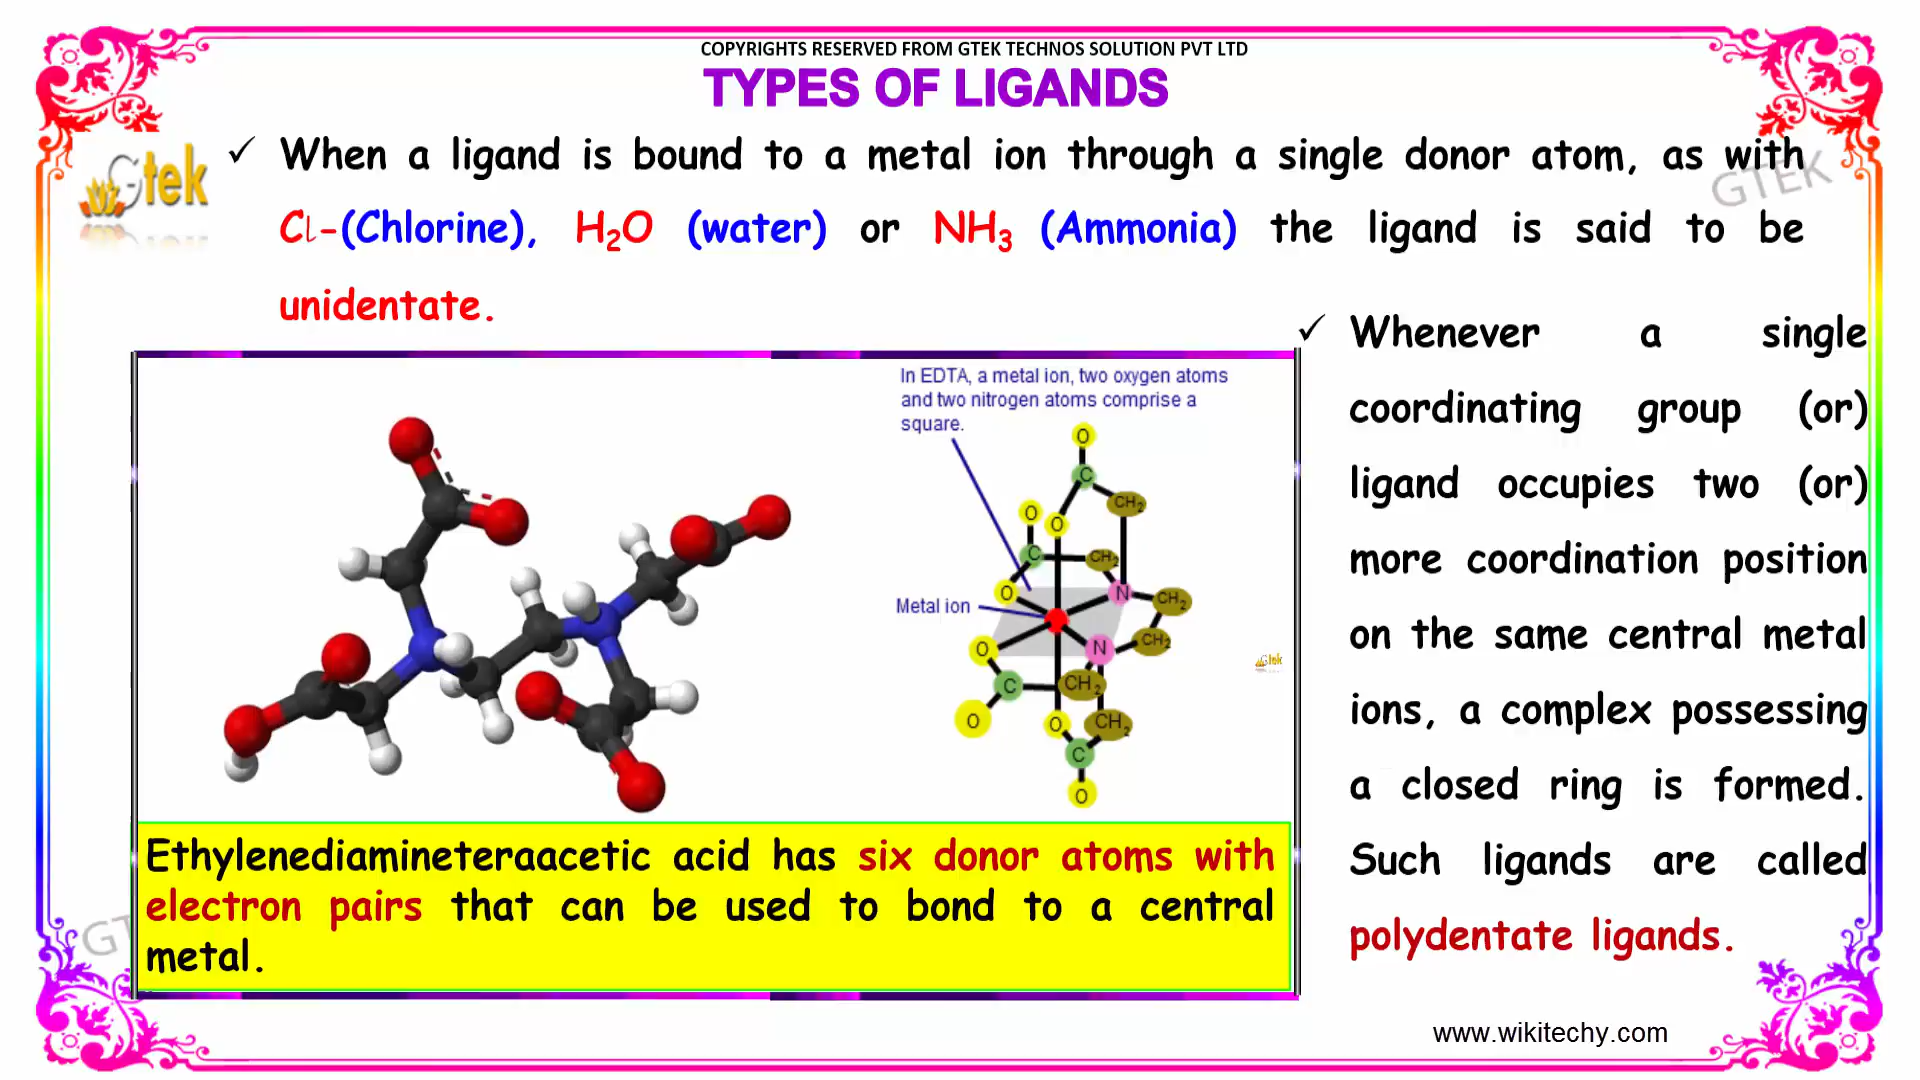 COPYRIGHTS RESERVED FROM GTEK TECHNOS SOLUTION PVT LTD
TYPES OF LIGANDS
Gtek
✓ When a ligand is bound to a metal ion through a single donor atom, as with
GTEK
Cl-(Chlorine), H₂O (water) or NH₃ (Ammonia) the ligand is said to be
unidentate.
✓ Whenever a single
coordinating group (or)
ligand occupies two (or)
more coordination position
on the same central metal
ions, a complex possessing
a closed ring is formed.
Such ligands are called
polydentate ligands.
In EDTA, a metal ion, two oxygen atoms
and two nitrogen atoms comprise a
square.
O
C
CH₂
O
O
C
CH₂
O
N
CH₂
Metal ion
CH₂
O
N
C
CH₂
O
O
CH₂
C
O
Gtek
Ethylenediamineteraacetic acid has six donor atoms with
electron pairs that can be used to bond to a central
metal.
GT
www.wikitechy.com